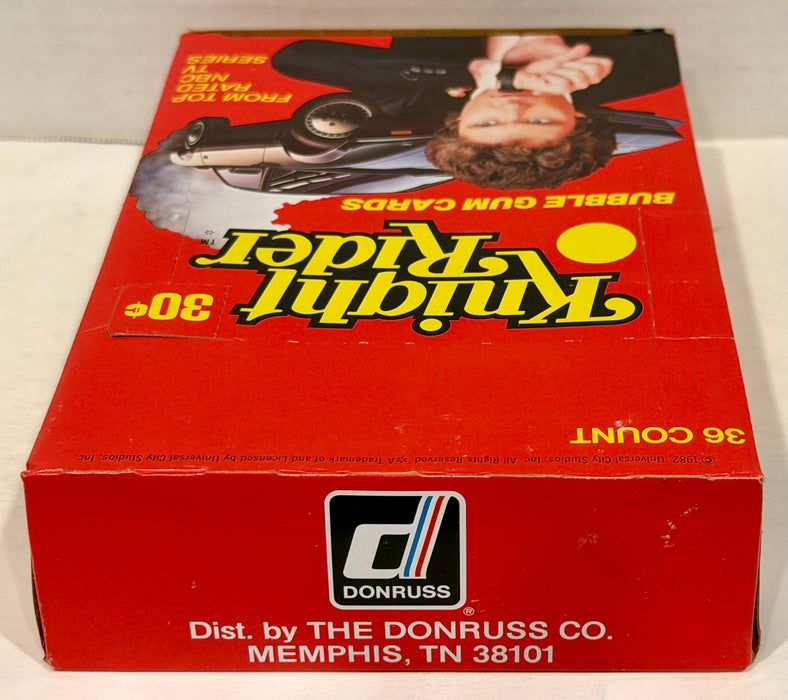 FROM TOP
RATED
NBC
TV
SERIES
BUBBLE GUM CARDS
Knight
Rider
TM
30¢
36 COUNT
©1982, Universal City Studios, Inc. All Rights Reserved. ※A Trademark of and Licensed by Universal City Studios, Inc.
d
DONRUSS
®
Dist. by THE DONRUSS CO.
MEMPHIS, TN 38101